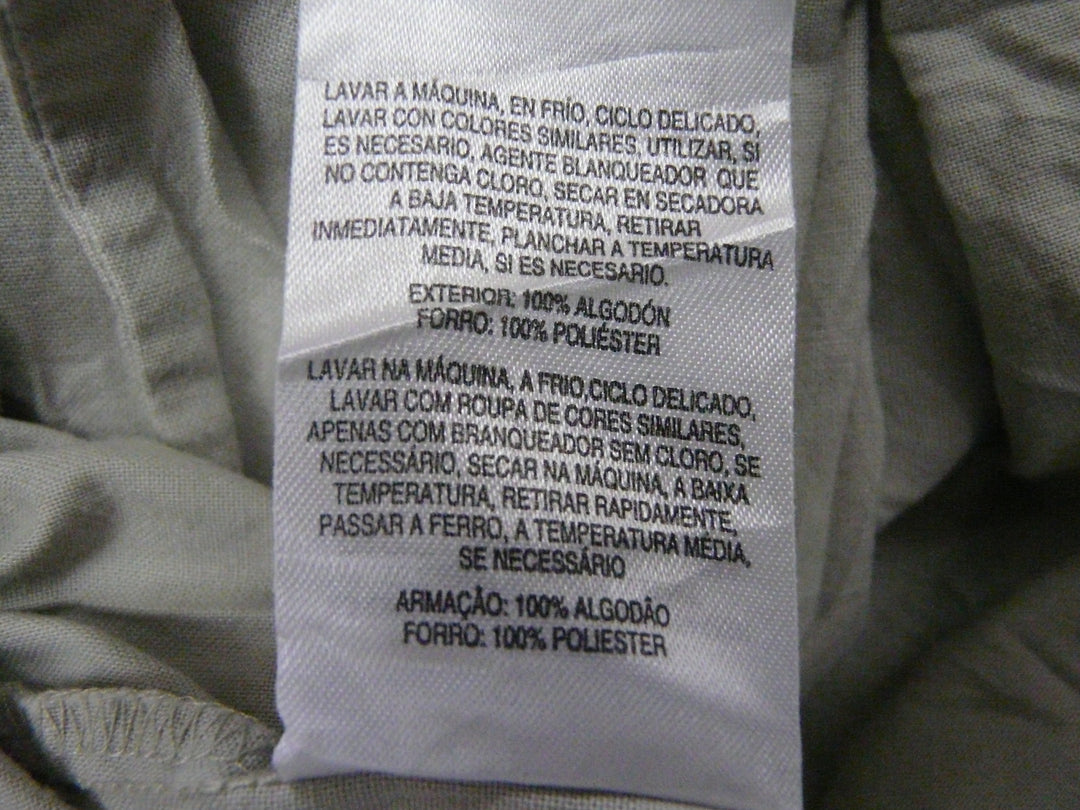 LAVAR A MÁQUINA, EN FRÍO, CICLO DELICADO,
LAVAR CON COLORES SIMILARES, UTILIZAR, SI
ES NECESARIO, AGENTE BLANQUEADOR QUE
NO CONTENGA CLORO, SECAR EN SECADORA
A BAJA TEMPERATURA, RETIRAR
INMEDIATAMENTE, PLANCHAR A TEMPERATURA
MEDIA, SI ES NECESARIO.
EXTERIOR: 100% ALGODÓN
FORRO: 100% POLIÉSTER
LAVAR NA MÁQUINA, A FRIO,CICLO DELICADO,
LAVAR COM ROUPA DE CORES SIMILARES,
APENAS COM BRANQUEADOR SEM CLORO, SE
NECESSÁRIO, SECAR NA MÁQUINA, A BAIXA
TEMPERATURA, RETIRAR RAPIDAMENTE,
PASSAR A FERRO, A TEMPERATURA MÉDIA,
SE NECESSÁRIO
ARMAÇÃO: 100% ALGODÃO
FORRO: 100% POLIESTER